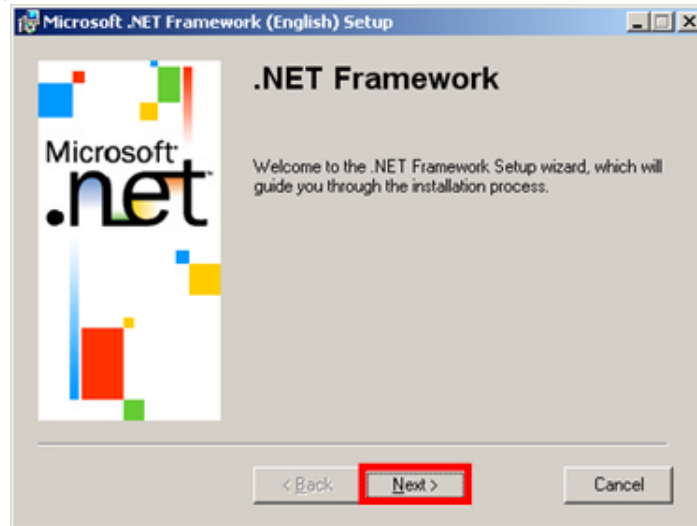 Microsoft .NET Framework (English) Setup
.NET Framework
Microsoft
.net
Welcome to the .NET Framework Setup wizard, which will
guide you through the installation process.
< Back
Next >
Cancel